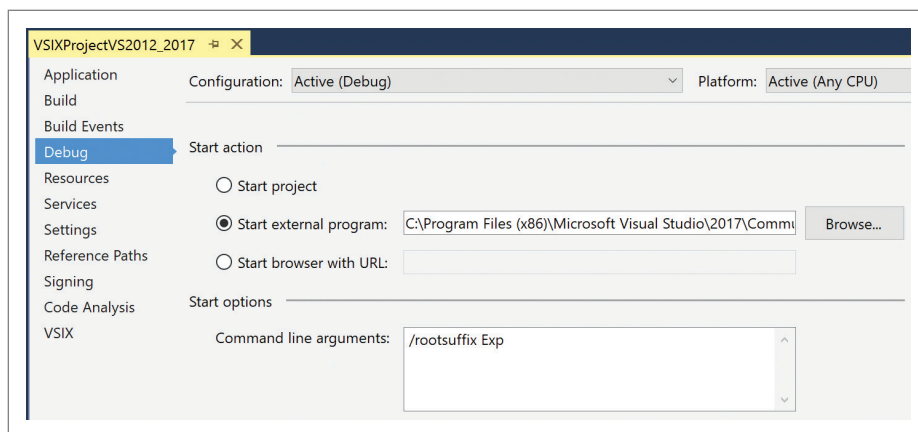 VSIXProjectVS2012_2017
Application
Build
Build Events
Debug
Resources
Services
Settings
Reference Paths
Signing
Code Analysis
VSIX
Configuration: Active (Debug) Platform: Active (Any CPU)
Start action
Start project
Start external program: C:\Program Files (x86)\Microsoft Visual Studio\2017\Commu Browse...
Start browser with URL:
Start options
Command line arguments: /rootsuffix Exp